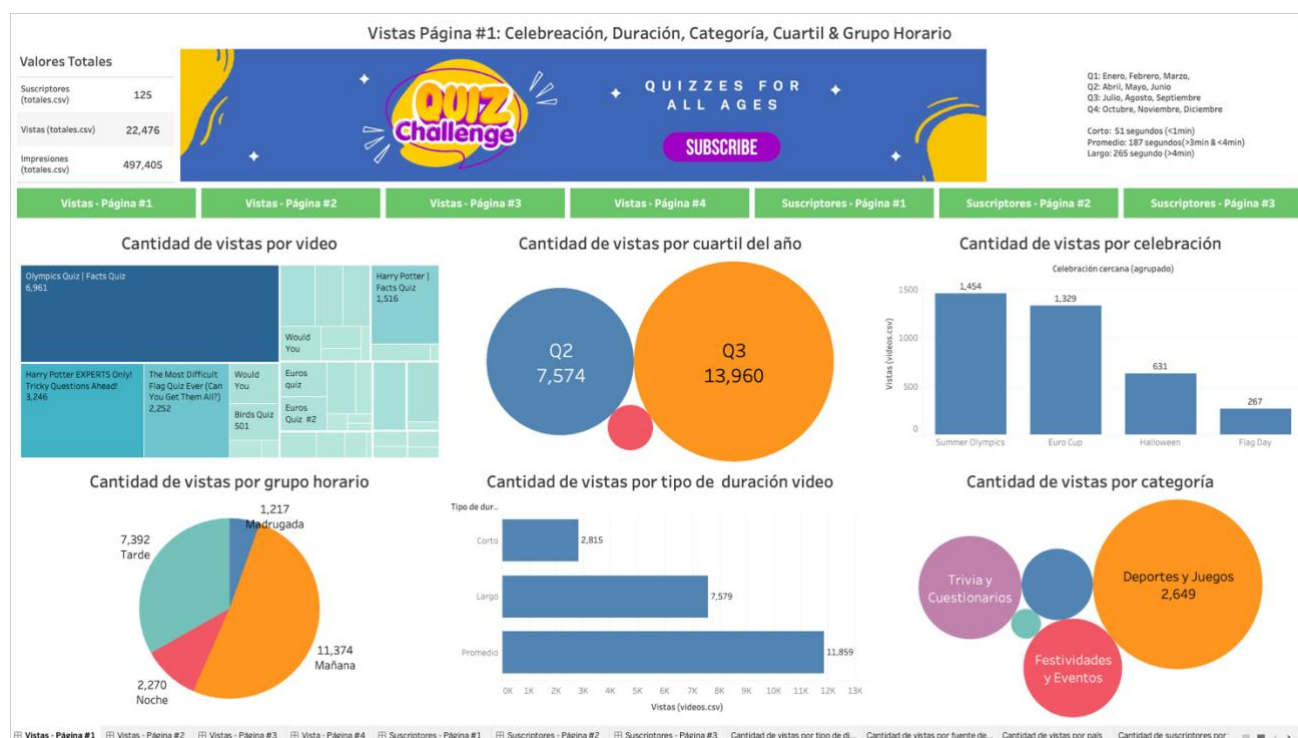 Vistas Página #1: Celebreación, Duración, Categoría, Cuartil & Grupo Horario
Valores Totales
Suscriptores
(totales.csv)
125
Vistas (totales.csv)
22,476
Impresiones
(totales.csv)
497,405
QUIZ
Challenge
QUIZZES FOR
ALL AGES
SUBSCRIBE
Q1: Enero, Febrero, Marzo,
Q2: Abril, Mayo, Junio
Q3: Julio, Agosto, Septiembre
Q4: Octubre, Noviembre, Diciembre
Corto: 51 segundos (<1min)
Promedio: 187 segundos(>3min & <4min)
Largo: 265 segundo (>4min)
Vistas - Página #1
Vistas - Página #2
Vistas - Página #3
Vistas - Página #4
Suscriptores - Página #1
Suscriptores - Página #2
Suscriptores - Página #3
Cantidad de vistas por video
Olympics Quiz | Facts Quiz
6,961
Harry Potter |
Facts Quiz
1,516
Would
You
Harry Potter EXPERTS Only!
Tricky Questions Ahead!
3,246
The Most Difficult
Flag Quiz Ever (Can
You Get Them All?)
2,252
Would
You
Birds Quiz
501
Euros
quiz
Euros
Quiz #2
Cantidad de vistas por cuartil del año
Q2
7,574
Q3
13,960
Cantidad de vistas por celebración
Celebración cercana (agrupado)
Vistas (videos.csv)
1500
1000
500
0
1,454
1,329
631
267
Summer Olympics
Euro Cup
Halloween
Flag Day
Cantidad de vistas por grupo horario
1,217
Madrugada
7,392
Tarde
11,374
Mañana
2,270
Noche
Cantidad de vistas por tipo de duración video
Tipo de dur..
Corto
2,815
Largo
7,579
Promedio
11,859
0K 1K 2K 3K 4K 5K 6K 7K 8K 9K 10K 11K 12K 13K
Vistas (videos.csv)
Cantidad de vistas por categoría
Trivia y
Cuestionarios
Deportes y Juegos
2,649
Festividades
y Eventos
Vistas - Página #1
Vistas - Página #2
Vistas - Página #3
Vista - Página #4
Suscriptores - Página #1
Suscriptores - Página #2
Suscriptores - Página #3
Cantidad de vistas por tipo de di...
Cantidad de vistas por fuente de...
Cantidad de vistas por país
Cantidad de suscriptores por